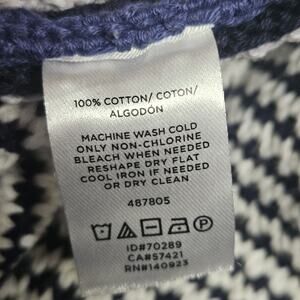 100% COTTON/ COTON/
ALGODÓN
MACHINE WASH COLD
ONLY NON-CHLORINE
BLEACH WHEN NEEDED
RESHAPE DRY FLAT
COOL IRON IF NEEDED
OR DRY CLEAN
487805
ID#70289
CA#57421
RN#140923